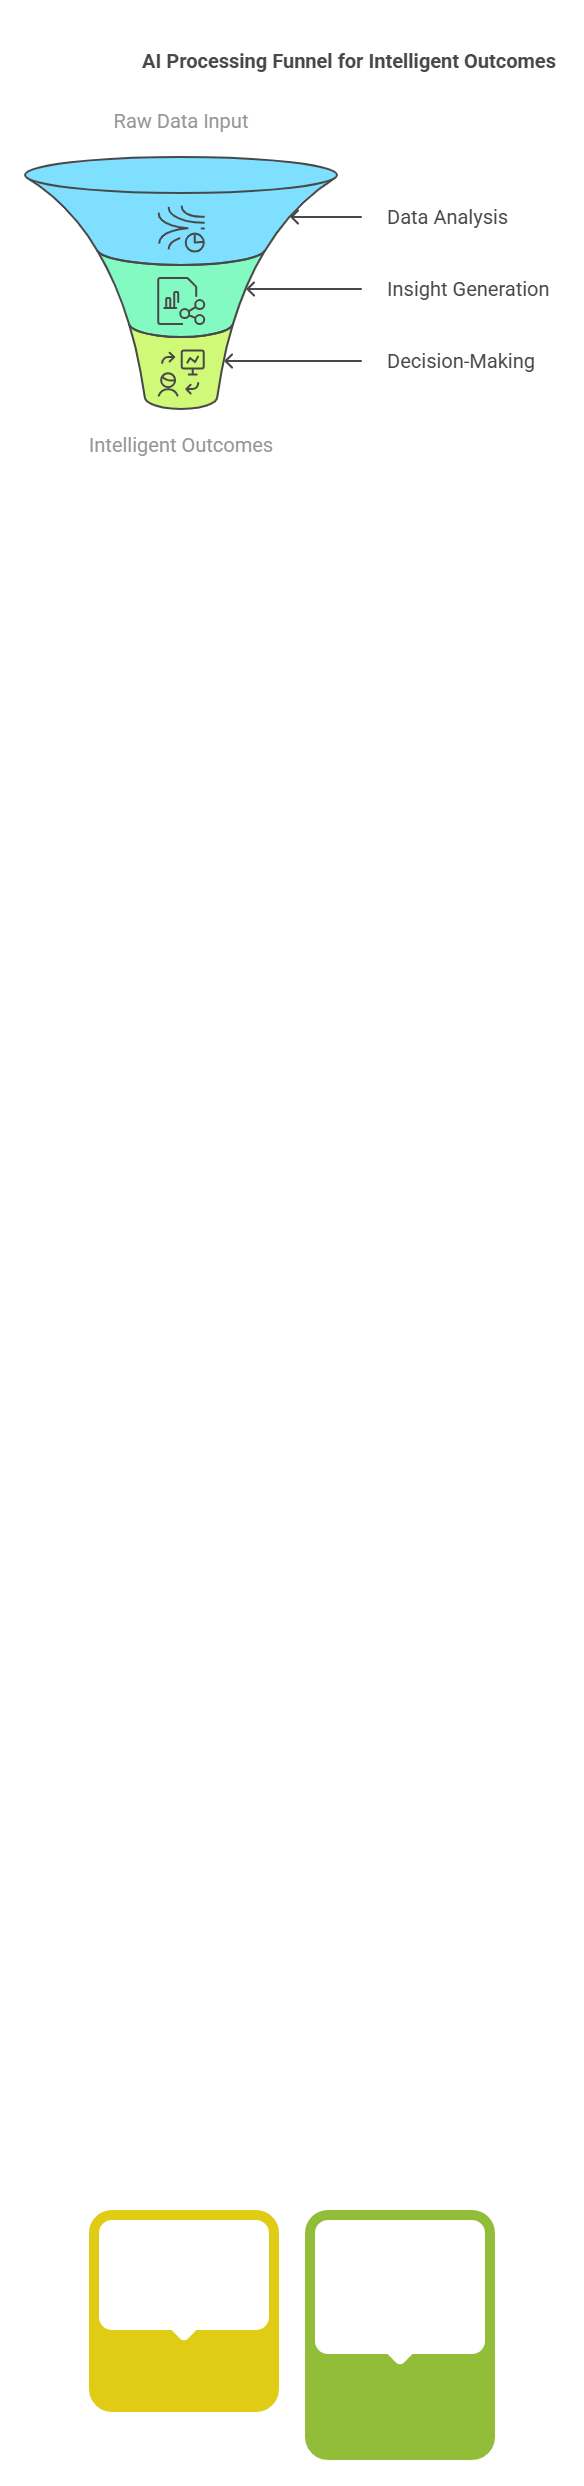 AI Processing Funnel for Intelligent Outcomes
Raw Data Input
Data Analysis
Insight Generation
Decision-Making
Intelligent Outcomes